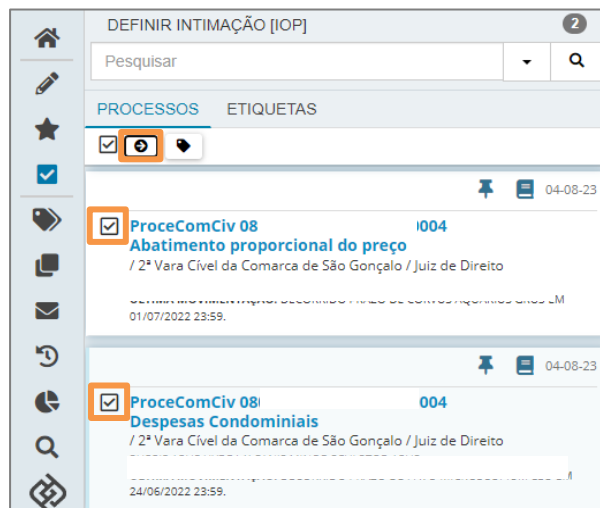 DEFINIR INTIMAÇÃO [IOP] 2
Pesquisar
PROCESSOS ETIQUETAS
04-08-23
ProceComCiv 08 0004
Abatimento proporcional do preço
/ 2ª Vara Cível da Comarca de São Gonçalo / Juiz de Direito
01/07/2022 23:59.
04-08-23
ProceComCiv 08 004
Despesas Condominiais
/ 2ª Vara Cível da Comarca de São Gonçalo / Juiz de Direito
24/06/2022 23:59.